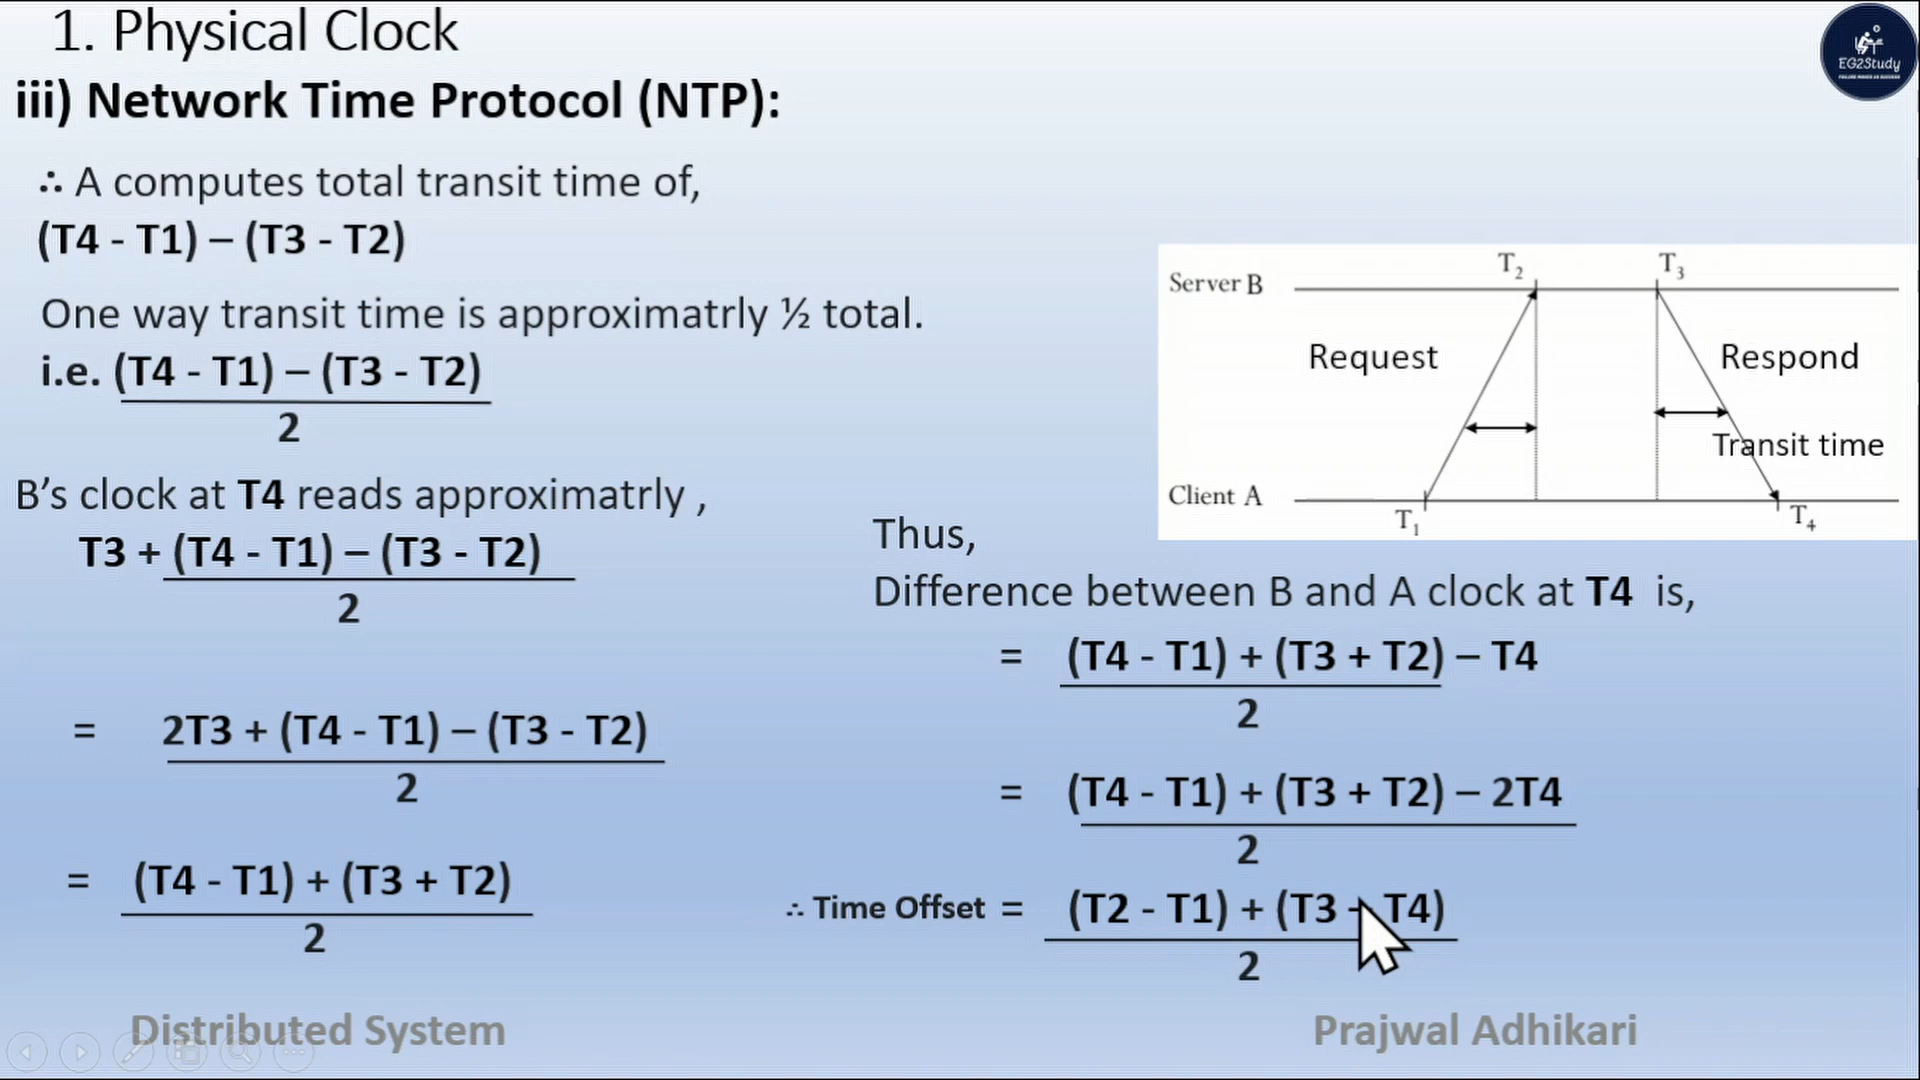 1. Physical Clock
iii) Network Time Protocol (NTP):
EG2Study
∴ A computes total transit time of,
(T4 - T1) – (T3 - T2)
One way transit time is approximatrly ½ total.
i.e. (T4 - T1) – (T3 - T2)
2
B's clock at T4 reads approximatrly ,
T3 + (T4 - T1) – (T3 - T2)
2
= 2T3 + (T4 - T1) – (T3 - T2)
2
= (T4 - T1) + (T3 + T2)
2
T2 T3
Server B
Request Respond
Transit time
Client A
T1 T4
Thus,
Difference between B and A clock at T4 is,
= (T4 - T1) + (T3 + T2) – T4
2
= (T4 - T1) + (T3 + T2) – 2T4
2
∴ Time Offset = (T2 - T1) + (T3 – T4)
2
Distributed System
Prajwal Adhikari